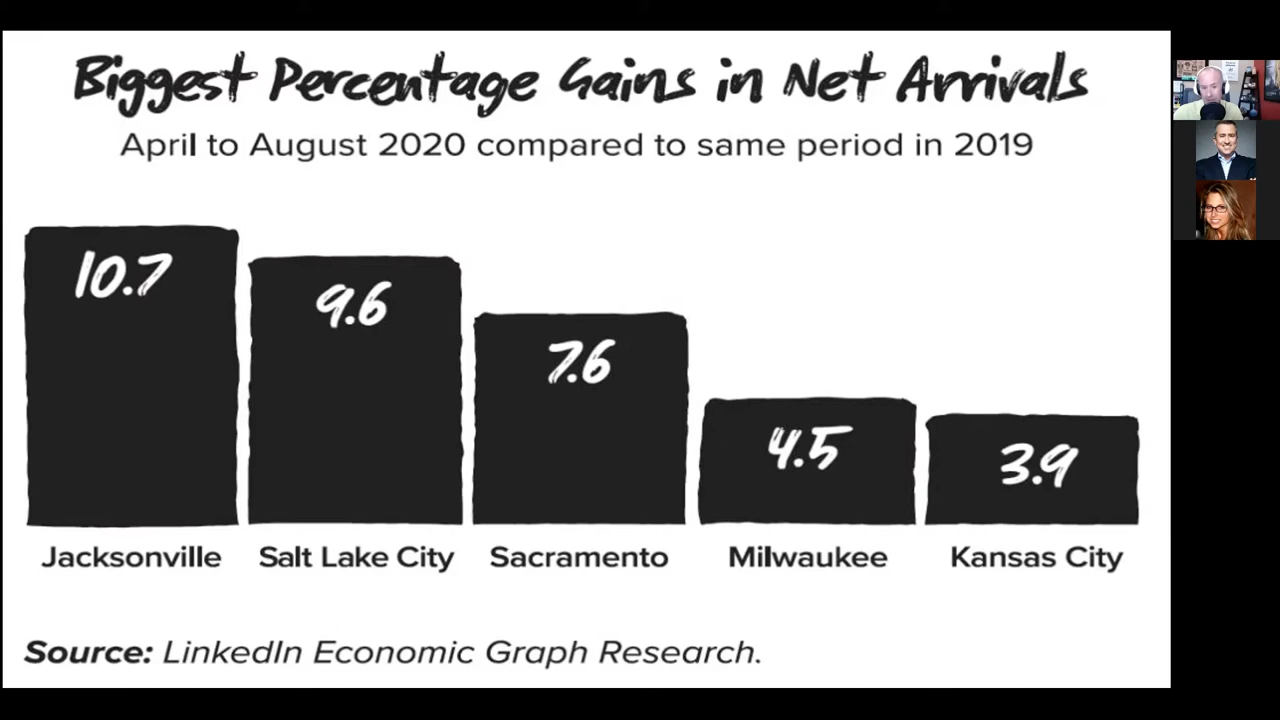 Biggest Percentage Gains in Net Arrivals
April to August 2020 compared to same period in 2019
10.7
9.6
7.6
4.5
3.9
Jacksonville
Salt Lake City
Sacramento
Milwaukee
Kansas City
Source: LinkedIn Economic Graph Research.